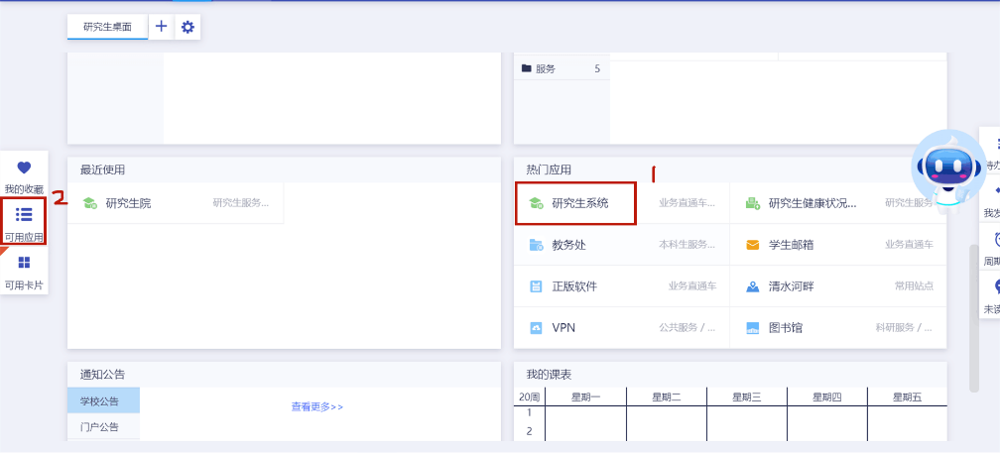 研究生桌面
服务 5
最近使用
热门应用
1
待办
我的收藏
2
研究生院 研究生服务...
研究生系统 业务直通车...
研究生健康状况... 研究生服务
我发
可用应用
教务处 本科生服务...
学生邮箱 业务直通车
周期
可用卡片
正版软件 业务直通车
清水河畔 常用站点
未读
VPN 公共服务 / ...
图书馆 科研服务 / ...
通知公告
我的课表
学校公告
查看更多>>
20周 星期一 星期二 星期三 星期四 星期五
1
门户公告
2